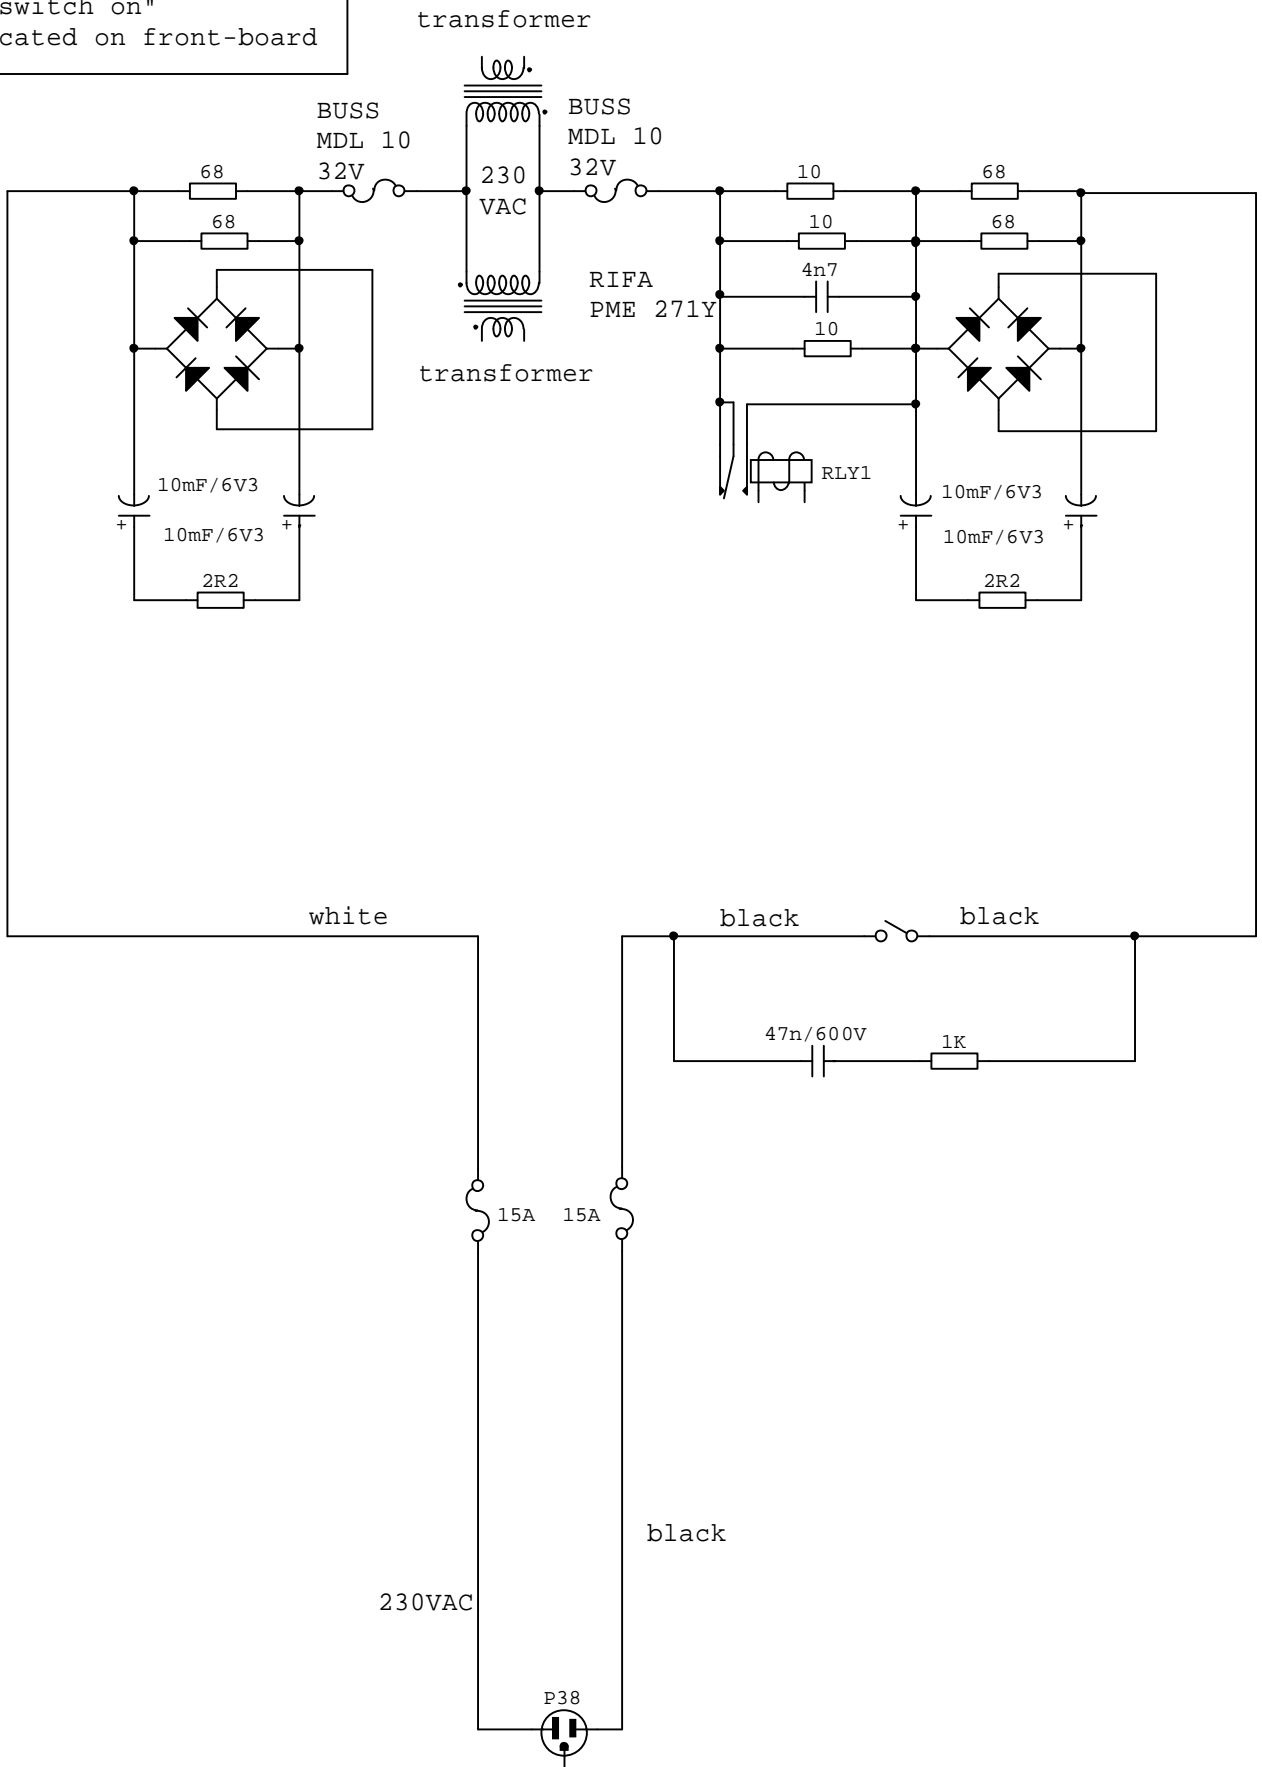 switch on"
cated on front-board
transformer
BUSS
MDL 10
32V
BUSS
MDL 10
32V
230
VAC
68
68
10
68
10
68
4n7
RIFA
PME 271Y
10
transformer
RLY1
10mF/6V3
10mF/6V3
10mF/6V3
10mF/6V3
+
+
+
+
2R2
2R2
white
black
black
47n/600V
1K
15A
15A
black
230VAC
P38